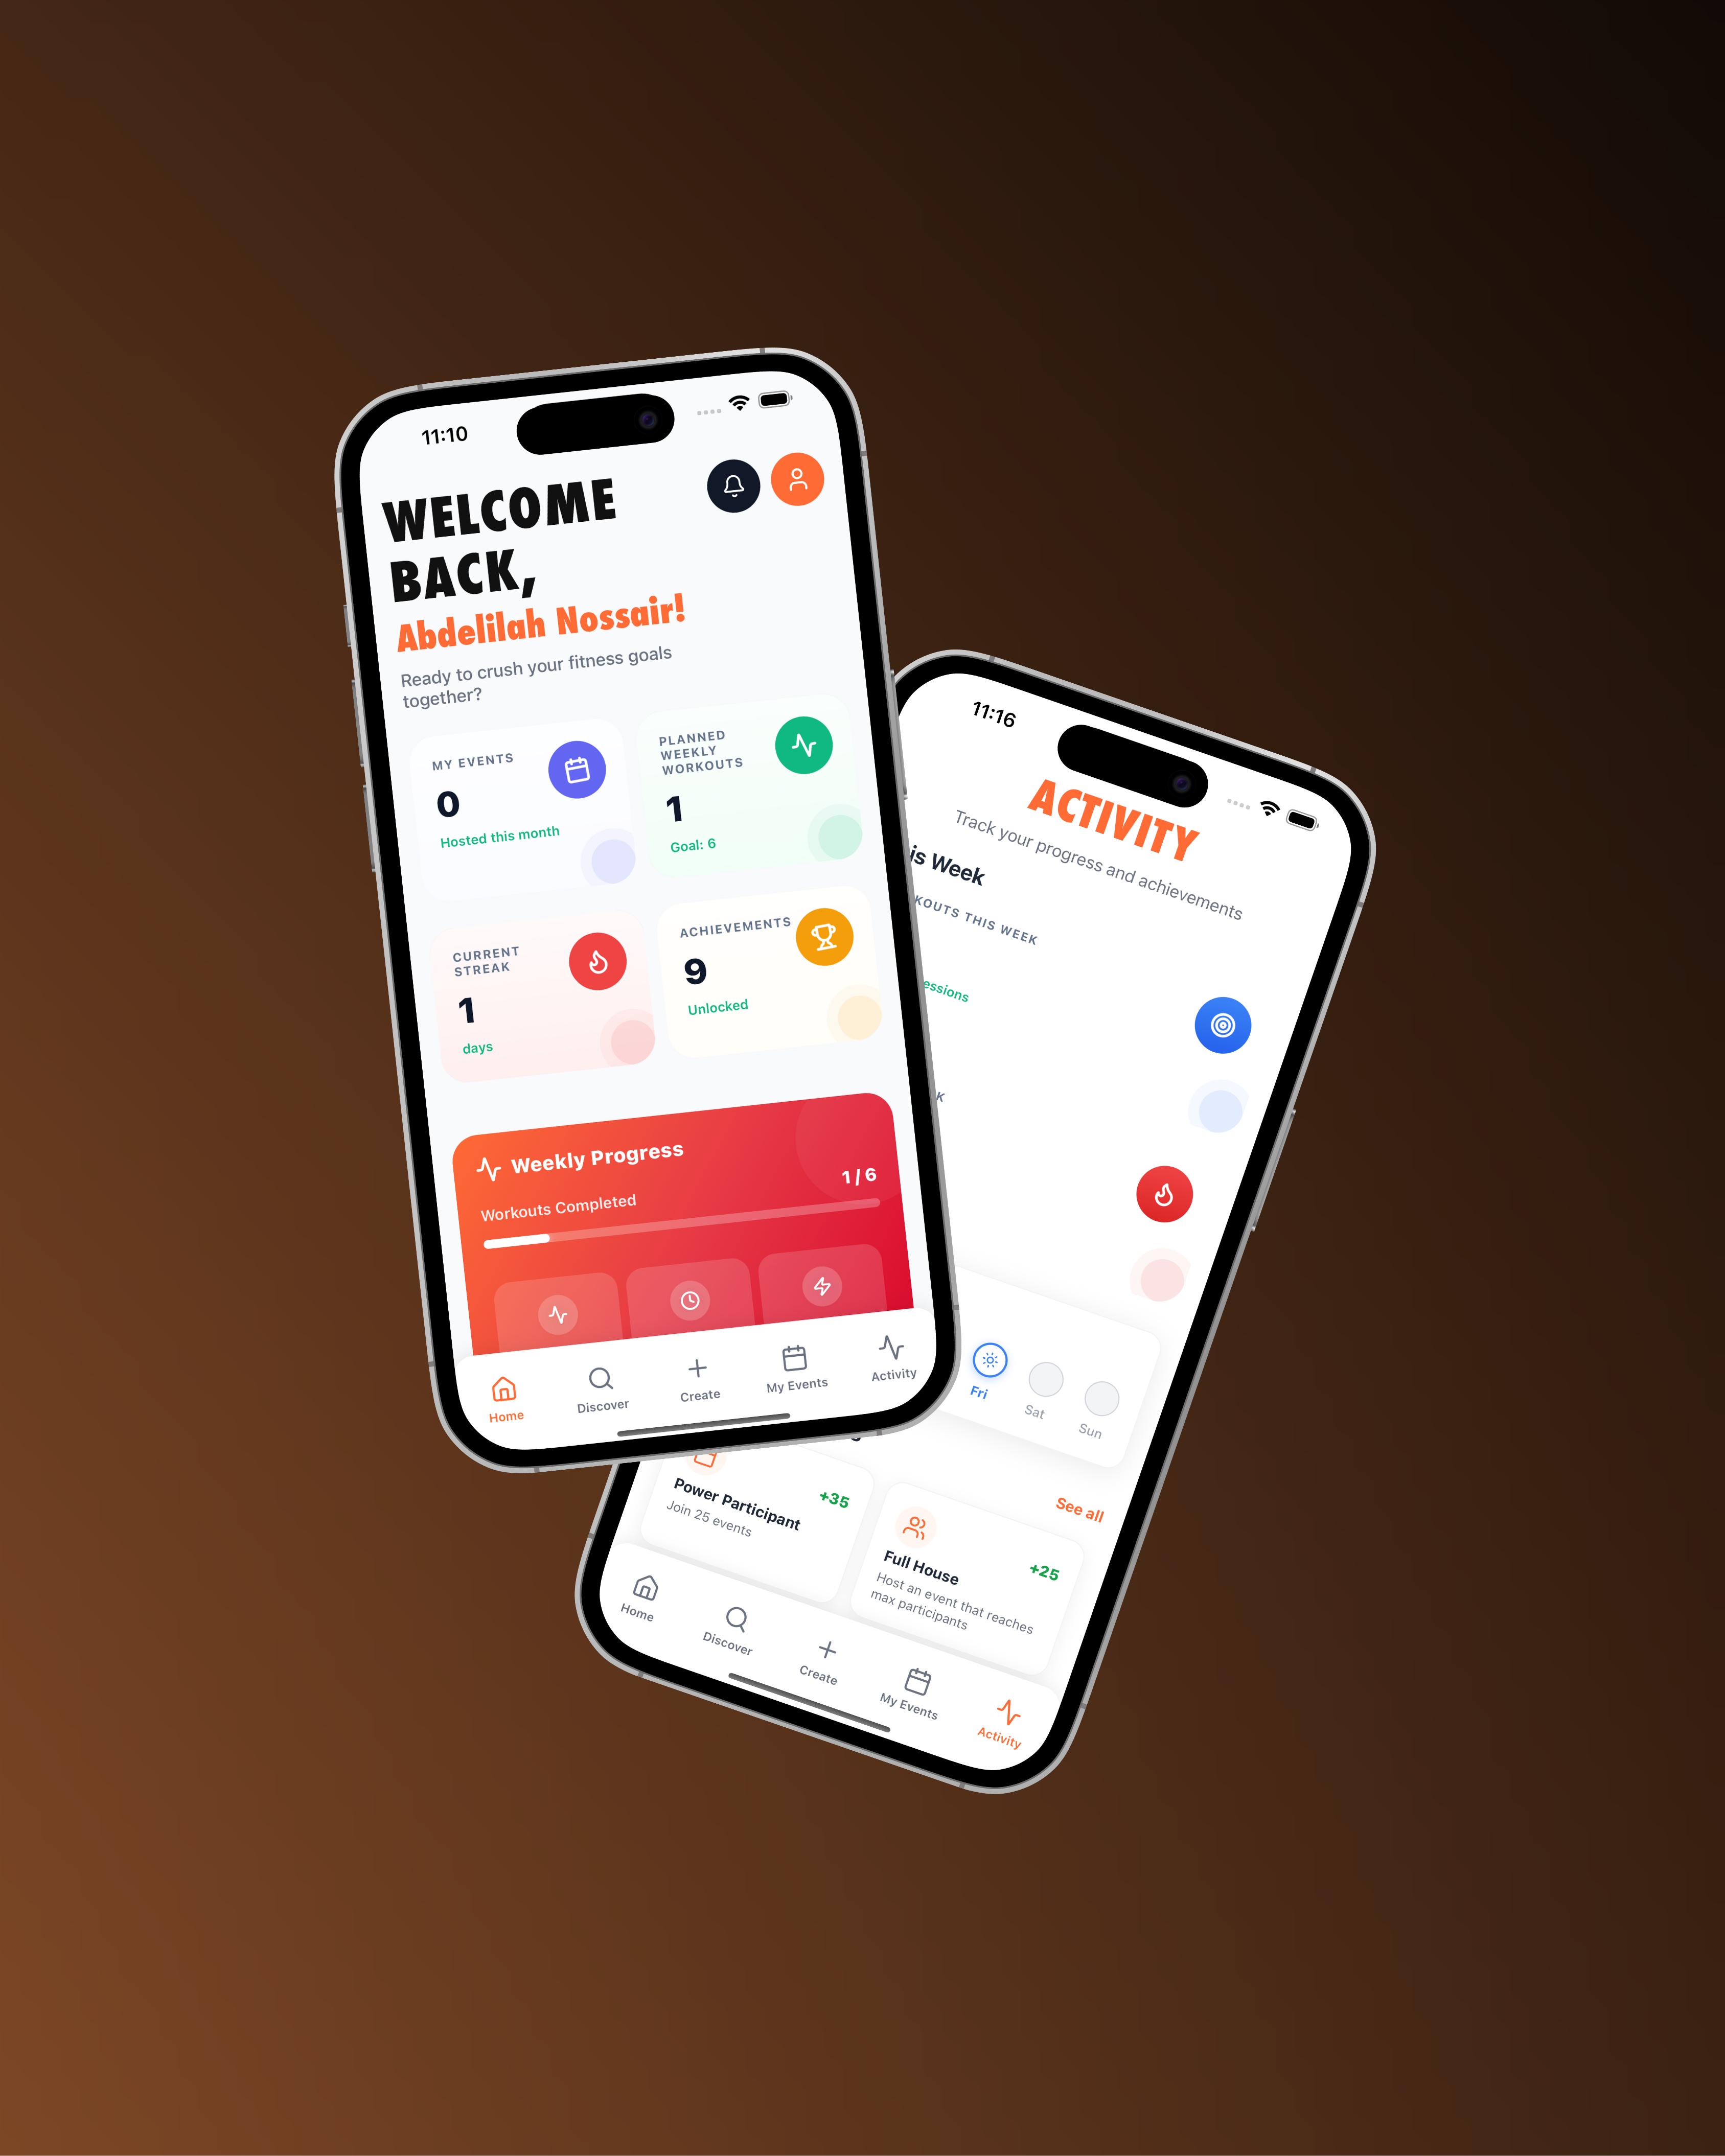 11:10
WELCOME
BACK,
Abdelilah Nossair!
Ready to crush your fitness goals
together?
MY EVENTS
0
Hosted this month
PLANNED
WEEKLY
WORKOUTS
1
Goal: 6
CURRENT
STREAK
1
days
ACHIEVEMENTS
9
Unlocked
Weekly Progress
Workouts Completed
1 / 6
Home
Discover
Create
My Events
Activity
11:16
ACTIVITY
Track your progress and achievements
is Week
KOUTS THIS WEEK
essions
K
Fri
Sat
Sun
See all
Power Participant
+35
Join 25 events
Full House
+25
Host an event that reaches
max participants
Home
Discover
Create
My Events
Activity